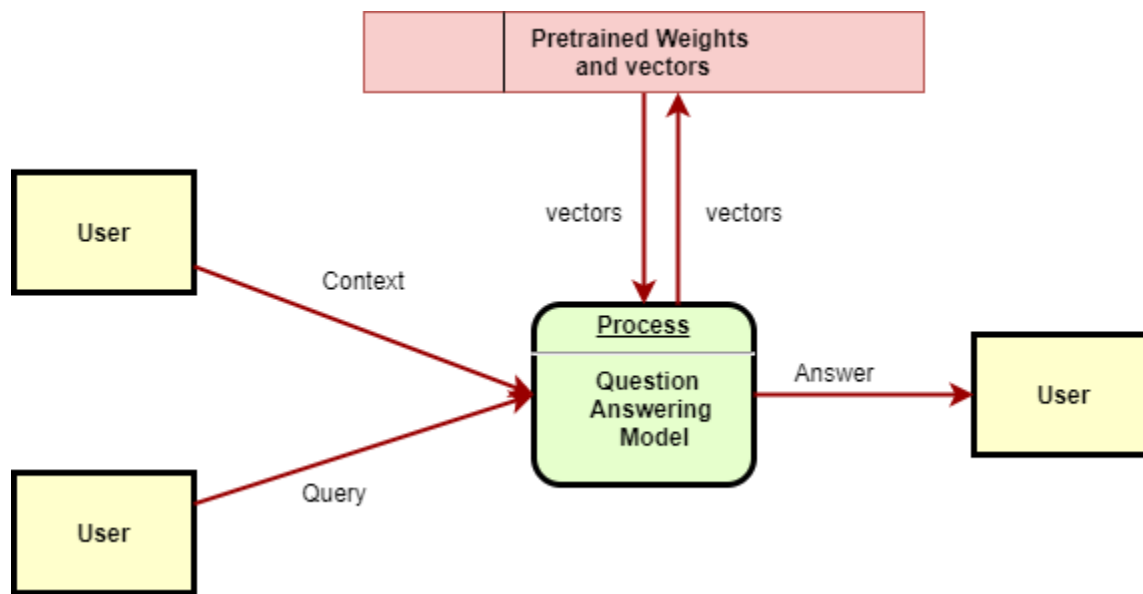 Pretrained Weights
and vectors
User
vectors
vectors
Context
Process
Question
Answering
Model
Answer
User
Query
User